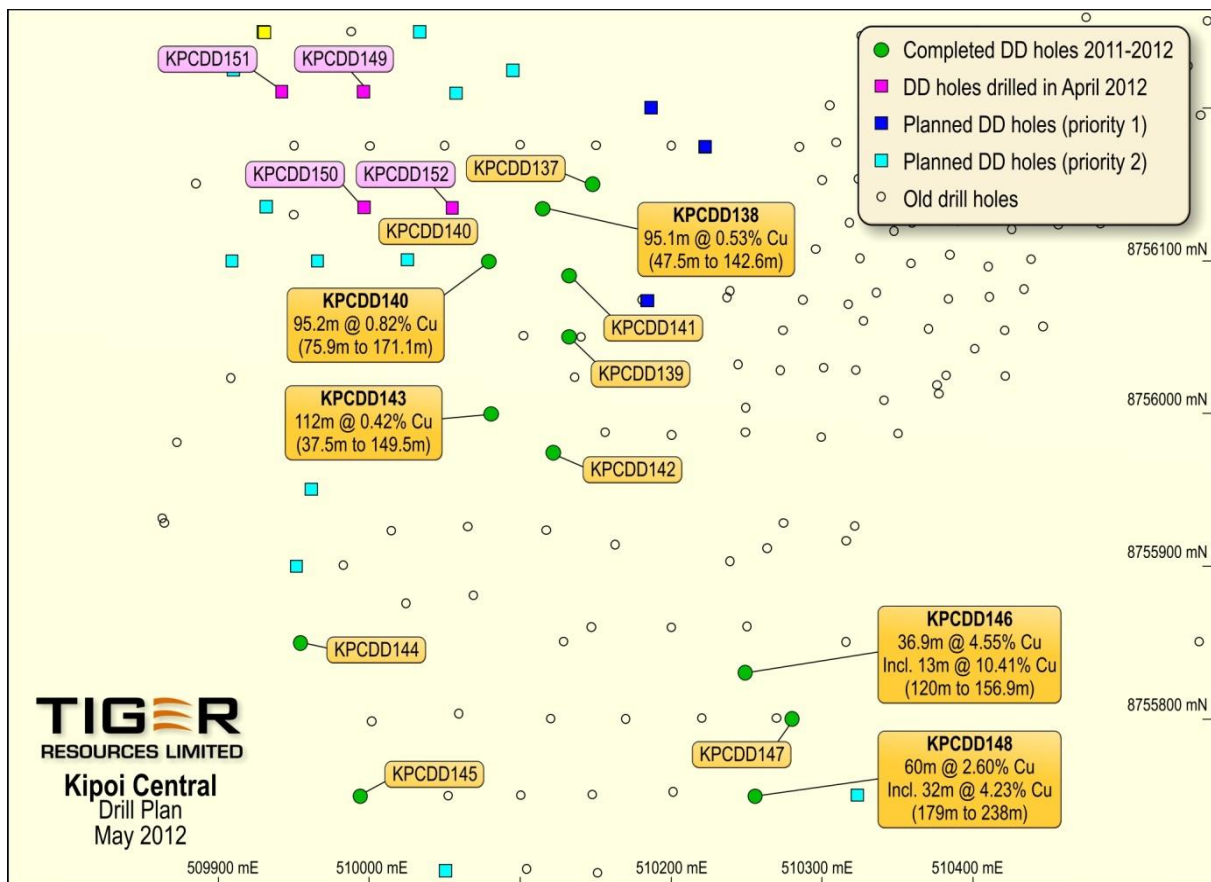 KPCDD151
KPCDD149
Completed DD holes 2011-2012
DD holes drilled in April 2012
Planned DD holes (priority 1)
Planned DD holes (priority 2)
Old drill holes
KPCDD137
KPCDD150
KPCDD152
KPCDD140
KPCDD138
95.1m @ 0.53% Cu
(47.5m to 142.6m)
8756100 mN
KPCDD140
95.2m @ 0.82% Cu
(75.9m to 171.1m)
KPCDD141
KPCDD139
KPCDD143
112m @ 0.42% Cu
(37.5m to 149.5m)
8756000 mN
KPCDD142
8755900 mN
KPCDD144
KPCDD146
36.9m @ 4.55% Cu
Incl. 13m @ 10.41% Cu
(120m to 156.9m)
8755800 mN
TIGER
RESOURCES LIMITED
Kipoi Central
Drill Plan
May 2012
KPCDD145
KPCDD147
KPCDD148
60m @ 2.60% Cu
Incl. 32m @ 4.23% Cu
(179m to 238m)
509900 mE
510000 mE
510200 mE
510300 mE
510400 mE